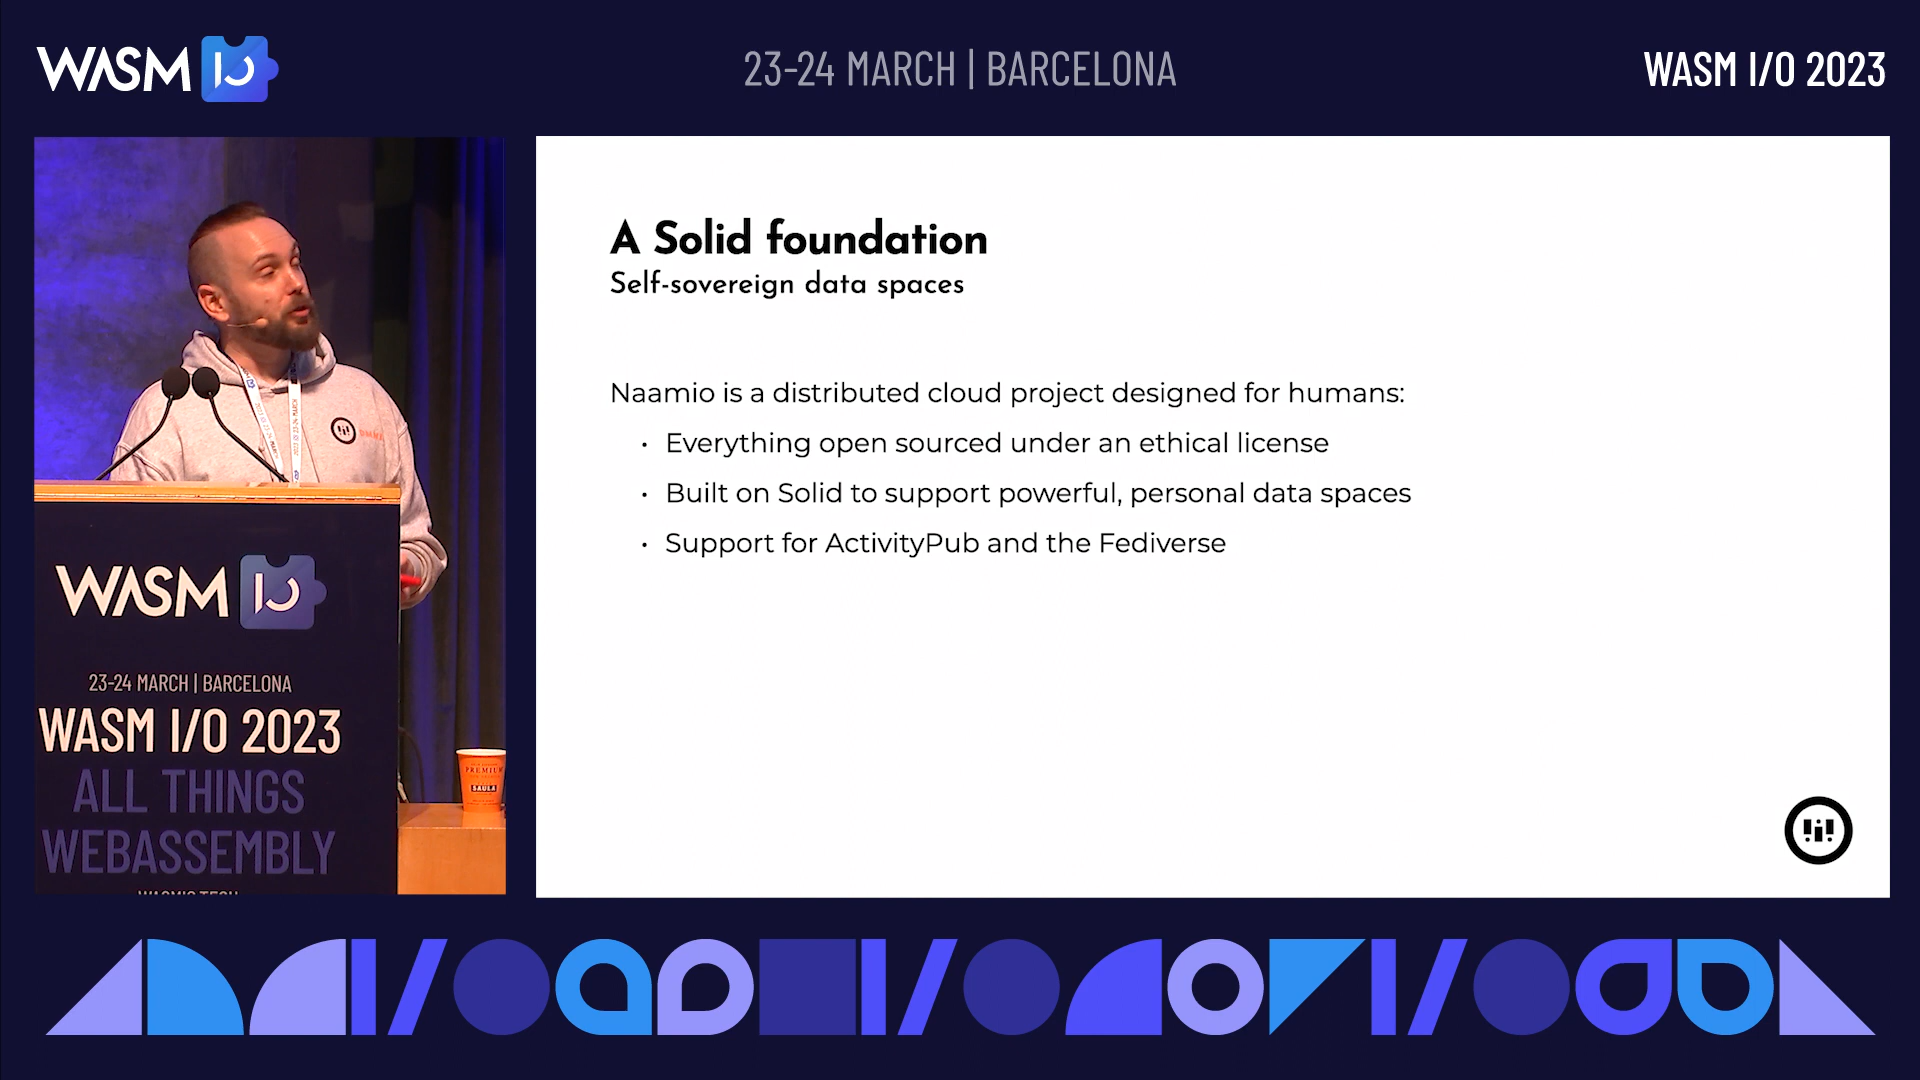 WASM IO
23-24 MARCH | BARCELONA
WASM I/O 2023
A Solid foundation
Self-sovereign data spaces
Naamio is a distributed cloud project designed for humans:
· Everything open sourced under an ethical license
· Built on Solid to support powerful, personal data spaces
· Support for ActivityPub and the Fediverse
WASM IO
23-24 MARCH | BARCELONA
WASM I/O 2023
ALL THINGS
WEBASSEMBLY
PREMIUM
SAULA